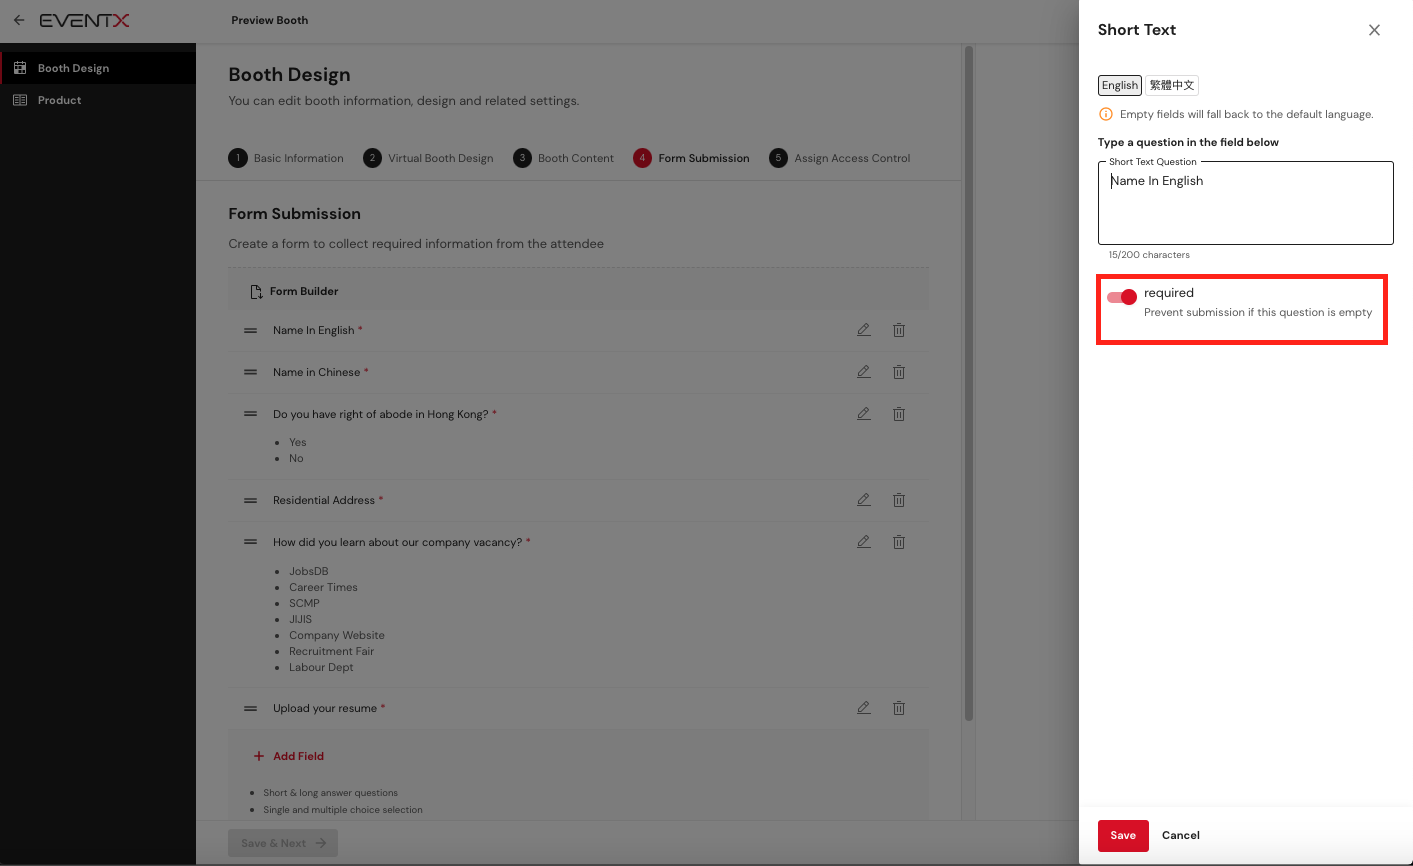 EVENTX
Preview Booth
Booth Design
Product
Booth Design
You can edit booth information, design and related settings.
1 Basic Information 2 Virtual Booth Design 3 Booth Content 4 Form Submission 5 Assign Access Control
Form Submission
Create a form to collect required information from the attendee
Form Builder
Name In English *
Name in Chinese *
Do you have right of abode in Hong Kong? *
Yes
No
Residential Address *
How did you learn about our company vacancy? *
JobsDB
Career Times
SCMP
JIJIS
Company Website
Recruitment Fair
Labour Dept
Upload your resume *
+ Add Field
Short & long answer questions
Single and multiple choice selection
Save & Next →
Short Text
English 繁體中文
Empty fields will fall back to the default language.
Type a question in the field below
Short Text Question
Name In English
15/200 characters
required
Prevent submission if this question is empty
Save Cancel